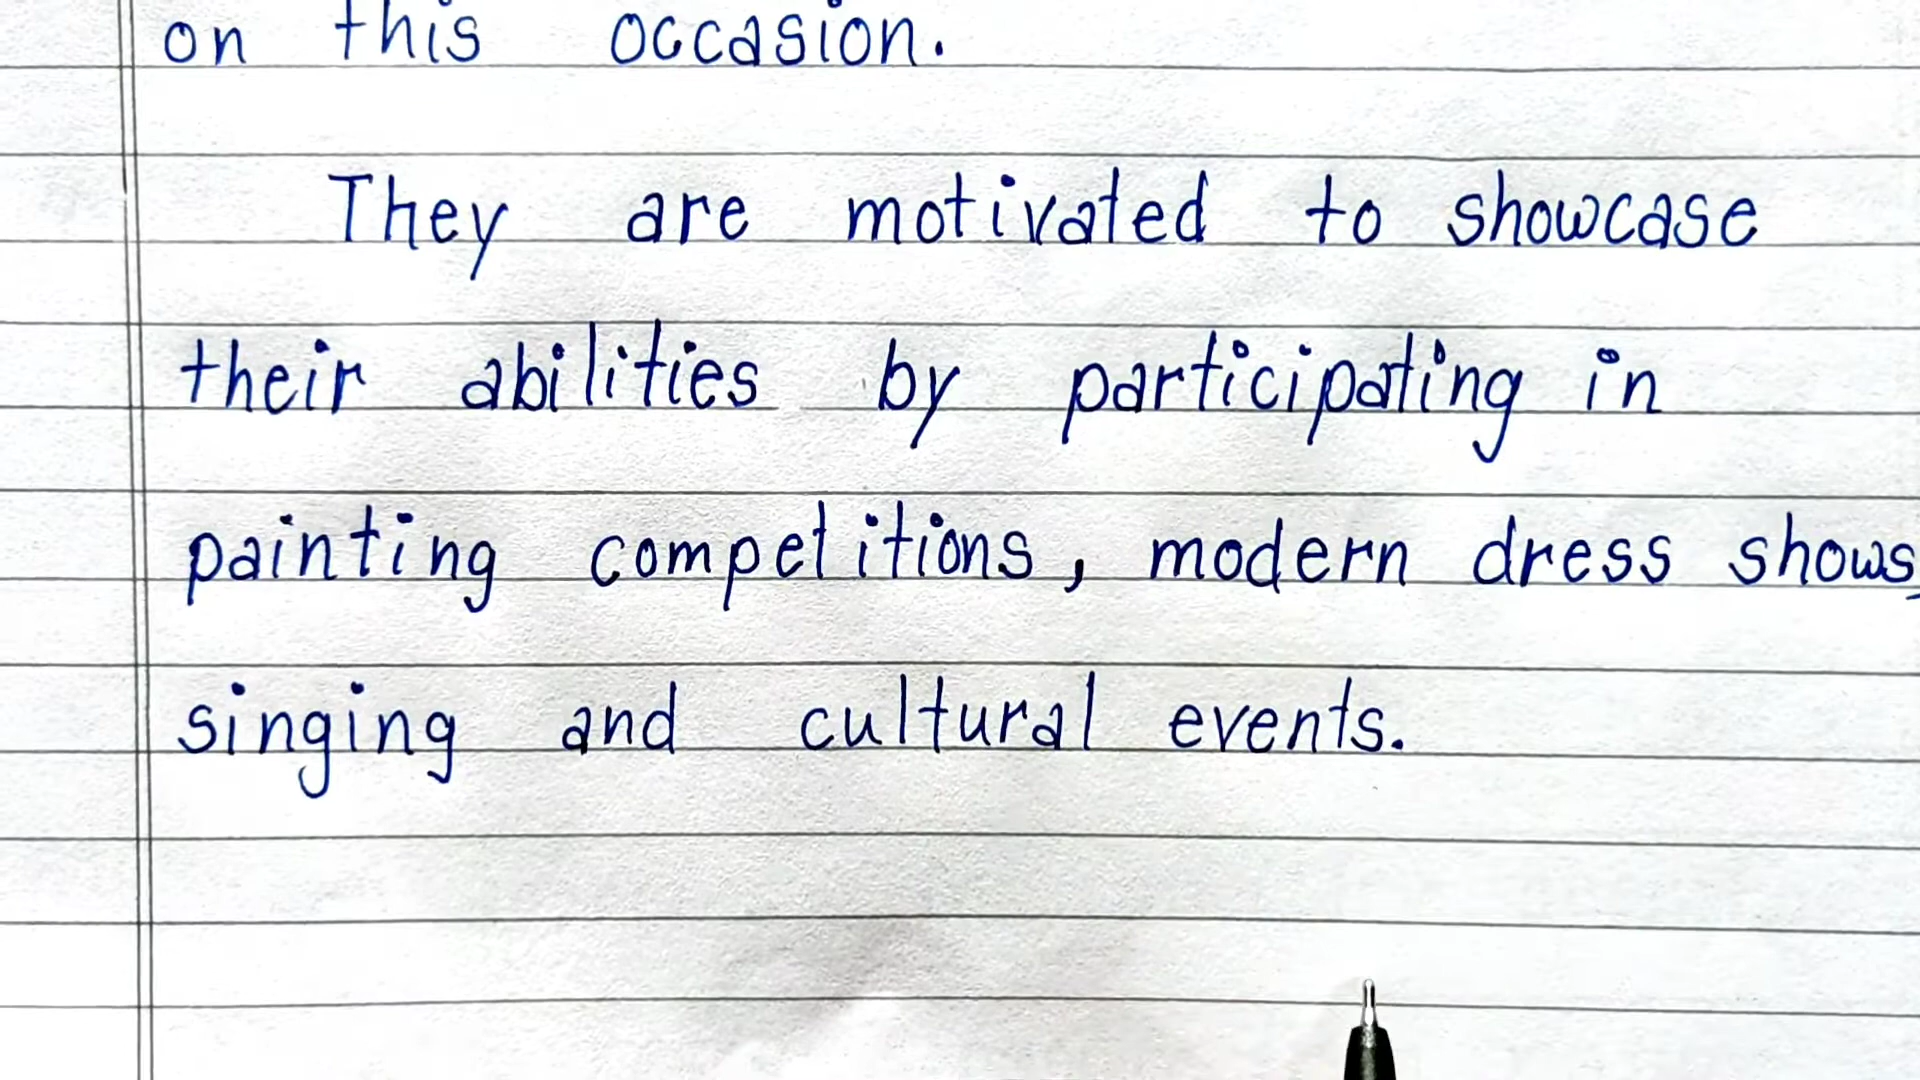 on this occasion.
They are motivated to showcase
their abilities by participating in
painting competitions, modern dress shows,
singing and cultural events.